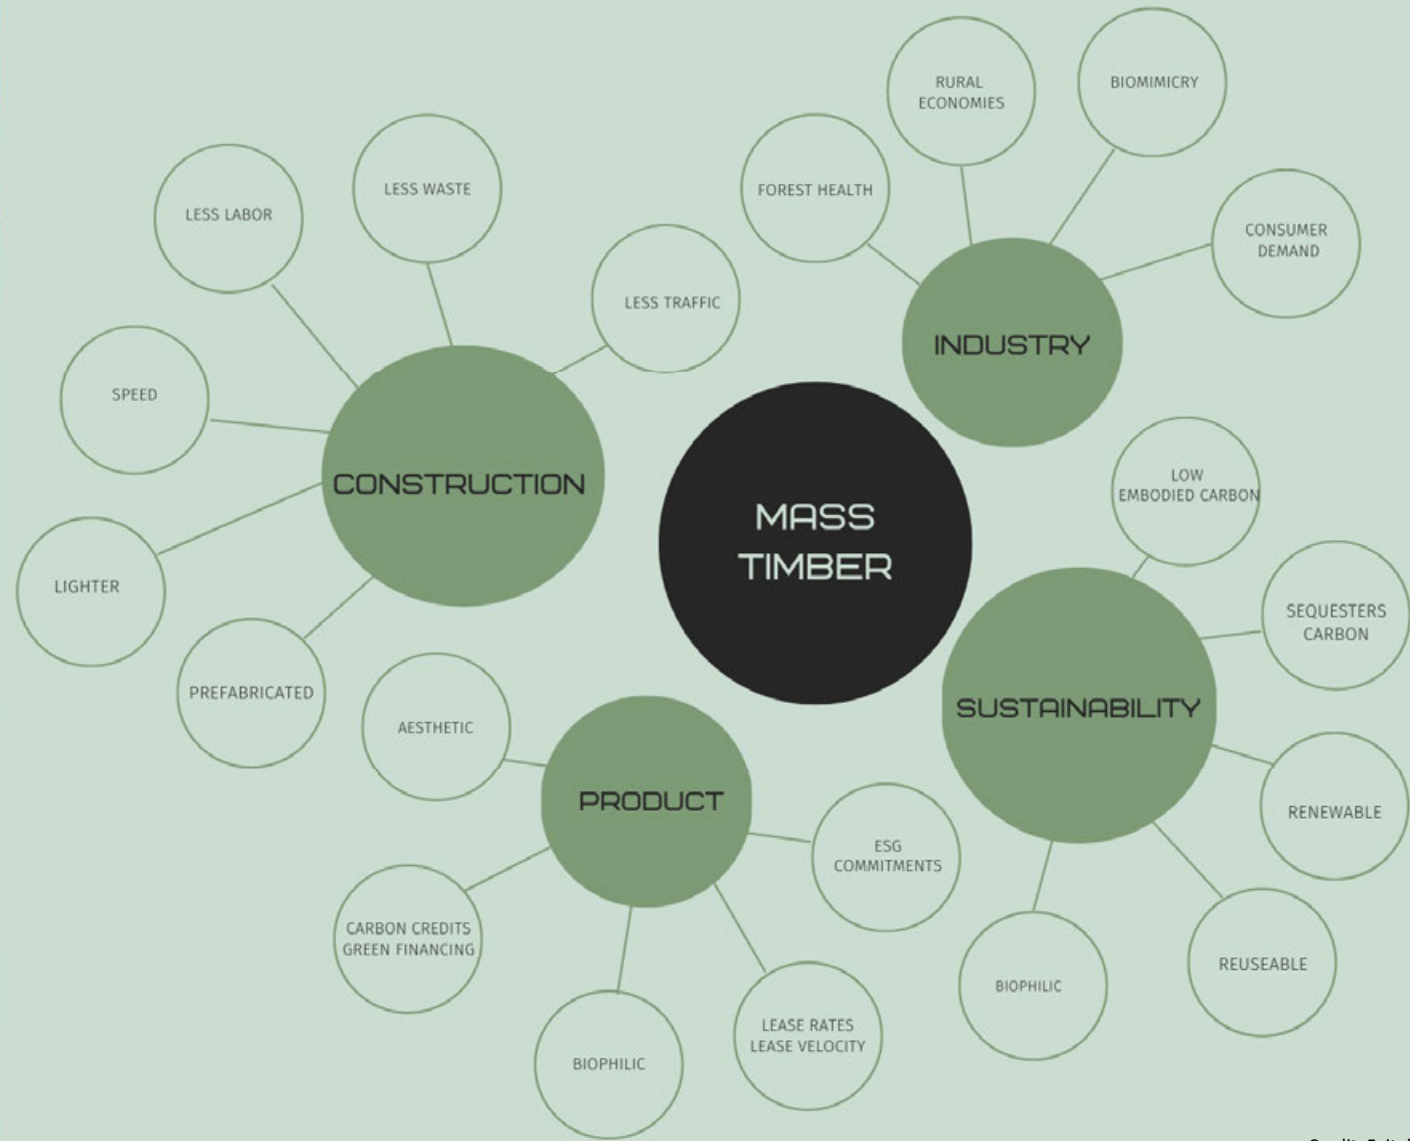 MASS
TIMBER
CONSTRUCTION
LESS LABOR
LESS WASTE
LESS TRAFFIC
SPEED
LIGHTER
PREFABRICATED
INDUSTRY
FOREST HEALTH
RURAL
ECONOMIES
BIOMIMICRY
CONSUMER
DEMAND
SUSTAINABILITY
LOW
EMBODIED CARBON
SEQUESTERS
CARBON
RENEWABLE
REUSEABLE
BIOPHILIC
PRODUCT
AESTHETIC
CARBON CREDITS
GREEN FINANCING
BIOPHILIC
LEASE RATES
LEASE VELOCITY
ESG
COMMITMENTS